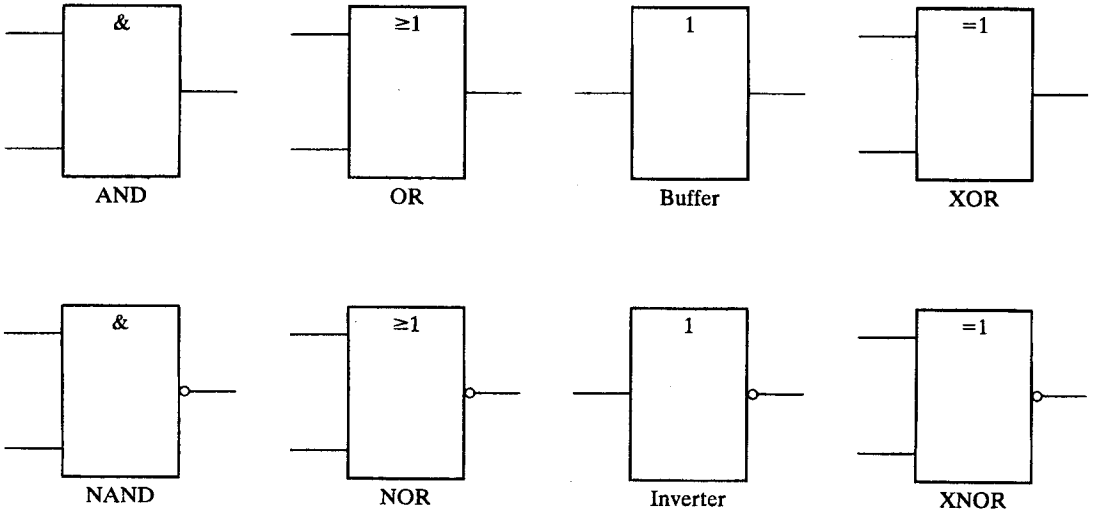 &
≥1
1
=1
AND
OR
Buffer
XOR
&
≥1
1
=1
NAND
NOR
Inverter
XNOR